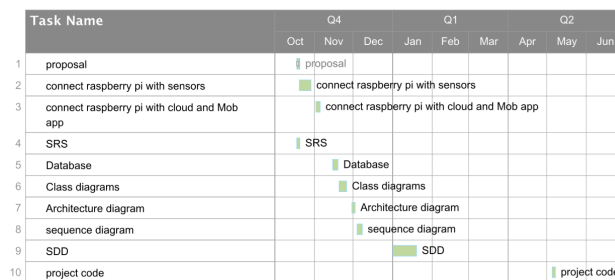 Task Name Q4 Q1 Q2
Oct Nov Dec Jan Feb Mar Apr May Jun
1 proposal proposal
2 connect raspberry pi with sensors connect raspberry pi with sensors
3 connect raspberry pi with cloud and Mob connect raspberry pi with cloud and Mob app
app
4 SRS SRS
5 Database Database
6 Class diagrams Class diagrams
7 Architecture diagram Architecture diagram
8 sequence diagram sequence diagram
9 SDD SDD
10 project code project code